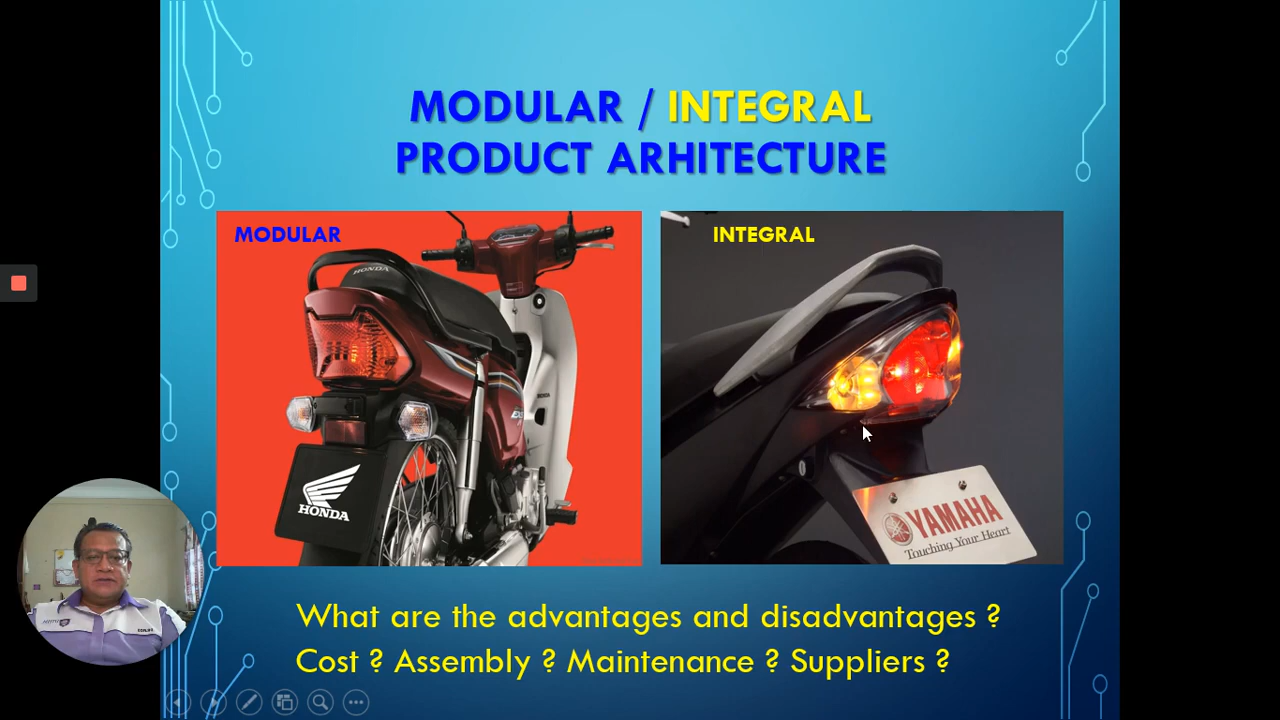 MODULAR / INTEGRAL
PRODUCT ARHITECTURE
MODULAR
INTEGRAL
HONDA
HONDA
YAMAHA
Touching Your Heart
What are the advantages and disadvantages ?
Cost ? Assembly ? Maintenance ? Suppliers ?